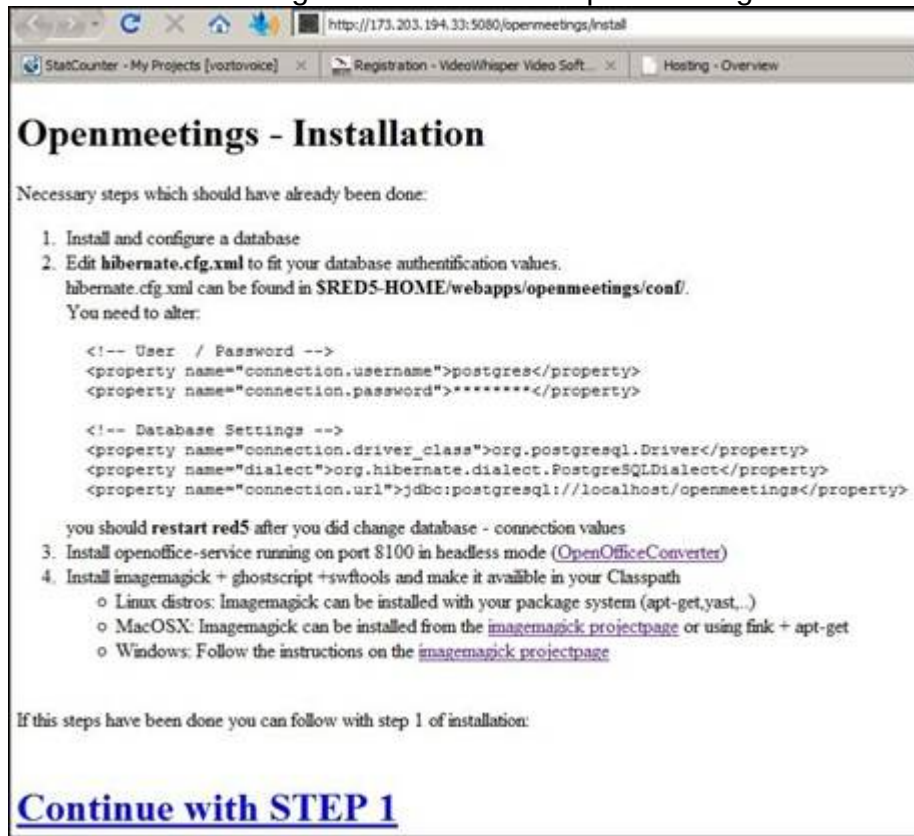 http://173.203.194.33:5080/openmeetings/install
StatCounter - My Projects [voztovoice]
Registration - VideoWhisper Video Soft...
Hosting - Overview
Openmeetings - Installation
Necessary steps which should have already been done:
1. Install and configure a database
2. Edit hibernate.cfg.xml to fit your database authentification values.
hibernate.cfg.xml can be found in $RED5-HOME/webapps/openmeetings/conf/.
You need to alter:
<!-- User / Password -->
<property name="connection.username">postgres</property>
<property name="connection.password">********</property>
<!-- Database Settings -->
<property name="connection.driver_class">org.postgresql.Driver</property>
<property name="dialect">org.hibernate.dialect.PostgreSQLDialect</property>
<property name="connection.url">jdbc:postgresql://localhost/openmeetings</property>
you should restart red5 after you did change database - connection values
3. Install openoffice-service running on port 8100 in headless mode (OpenOfficeConverter)
4. Install imagemagick + ghostscript +swftools and make it availible in your Classpath
o Linux distros: Imagemagick can be installed with your package system (apt-get,yast,..)
o MacOSX: Imagemagick can be installed from the imagemagick projectpage or using fink + apt-get
o Windows: Follow the instructions on the imagemagick projectpage
If this steps have been done you can follow with step 1 of installation:
Continue with STEP 1